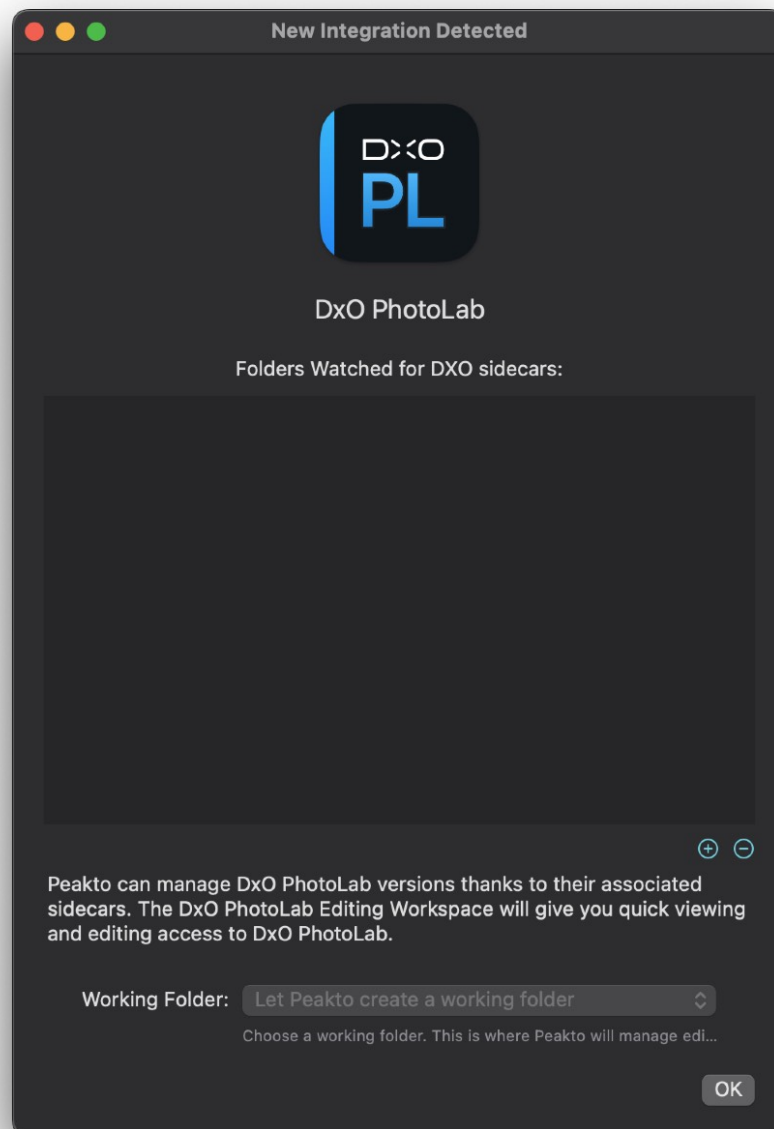 New Integration Detected
DXO
PL
DxO PhotoLab
Folders Watched for DXO sidecars:
Peakto can manage DxO PhotoLab versions thanks to their associated
sidecars. The DxO PhotoLab Editing Workspace will give you quick viewing
and editing access to DxO PhotoLab.
Working Folder: Let Peakto create a working folder
Choose a working folder. This is where Peakto will manage edi...
OK